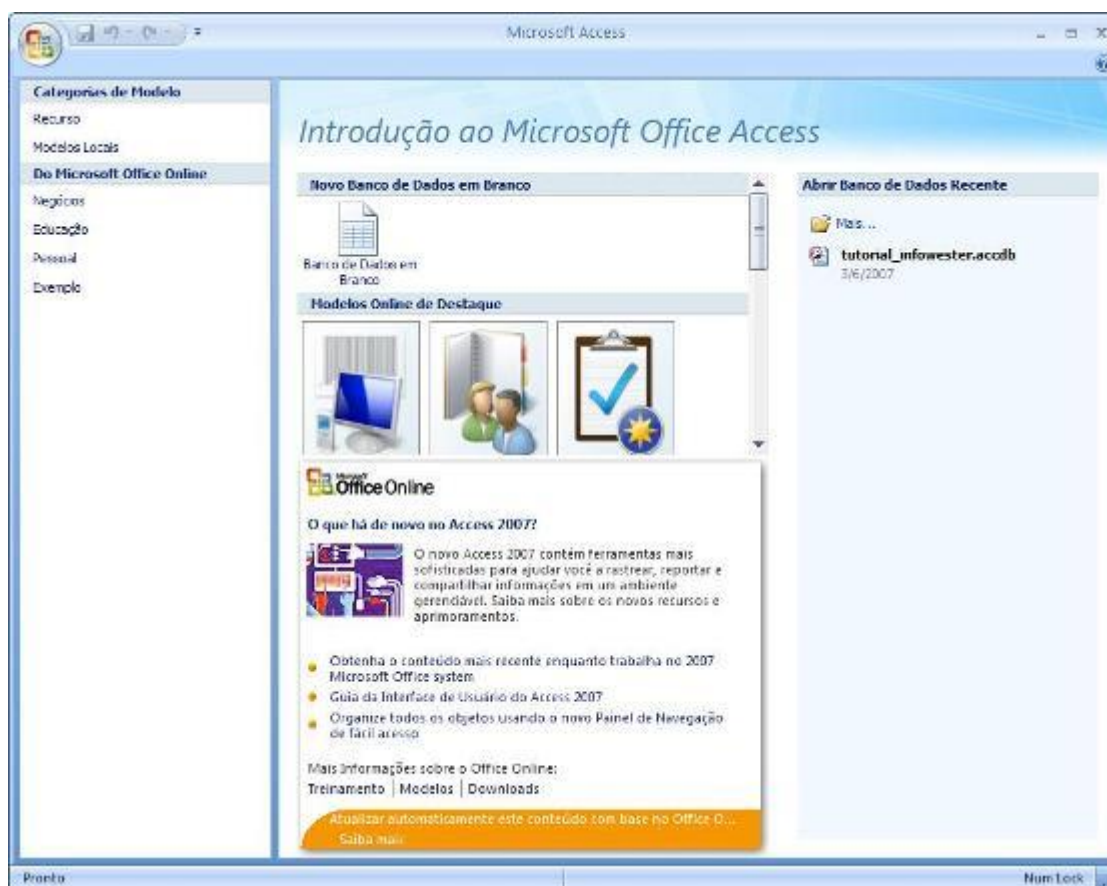 Microsoft Access
Categorias de Modelo
Recurso
Modelos Locais
Do Microsoft Office Online
Negócios
Educação
Pessoal
Exemplo
Introdução ao Microsoft Office Access
Novo Banco de Dados em Branco
Banco de Dados em
Branco
Modelos Online de Destaque
Microsoft
Office Online
O que há de novo no Access 2007?
O novo Access 2007 contém ferramentas mais
sofisticadas para ajudar você a rastrear, reportar e
compartilhar informações em um ambiente
gerenciável. Saiba mais sobre os novos recursos e
aprimoramentos.
Obtenha o conteúdo mais recente enquanto trabalha no 2007
Microsoft Office system
Guia da Interface de Usuário do Access 2007
Organize todos os objetos usando o novo Painel de Navegação
de fácil acesso
Mais Informações sobre o Office Online:
Treinamento | Modelos | Downloads
Atualizar automaticamente este conteúdo com base no Office O...
Saiba mais
Abrir Banco de Dados Recente
Mais...
tutorial_infowester.accdb
3/6/2007
Pronto
Num Lock